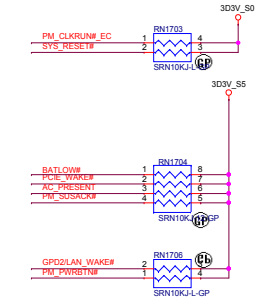 3D3V_S0
RN1703
PM_CLKRUN#_EC 1 4
SYS_RESET# 2 3
SRN10KJ-L-GP
3D3V_S5
RN1704
BATLOW# 1 8
PCIE_WAKE# 2 7
AC_PRESENT 3 6
PM_SUSACK# 4 5
SRN10KJ-GP
RN1706
GPD2/LAN_WAKE# 2 3
PM_PWRBTN# 1 4
SRN10KJ-L-GP